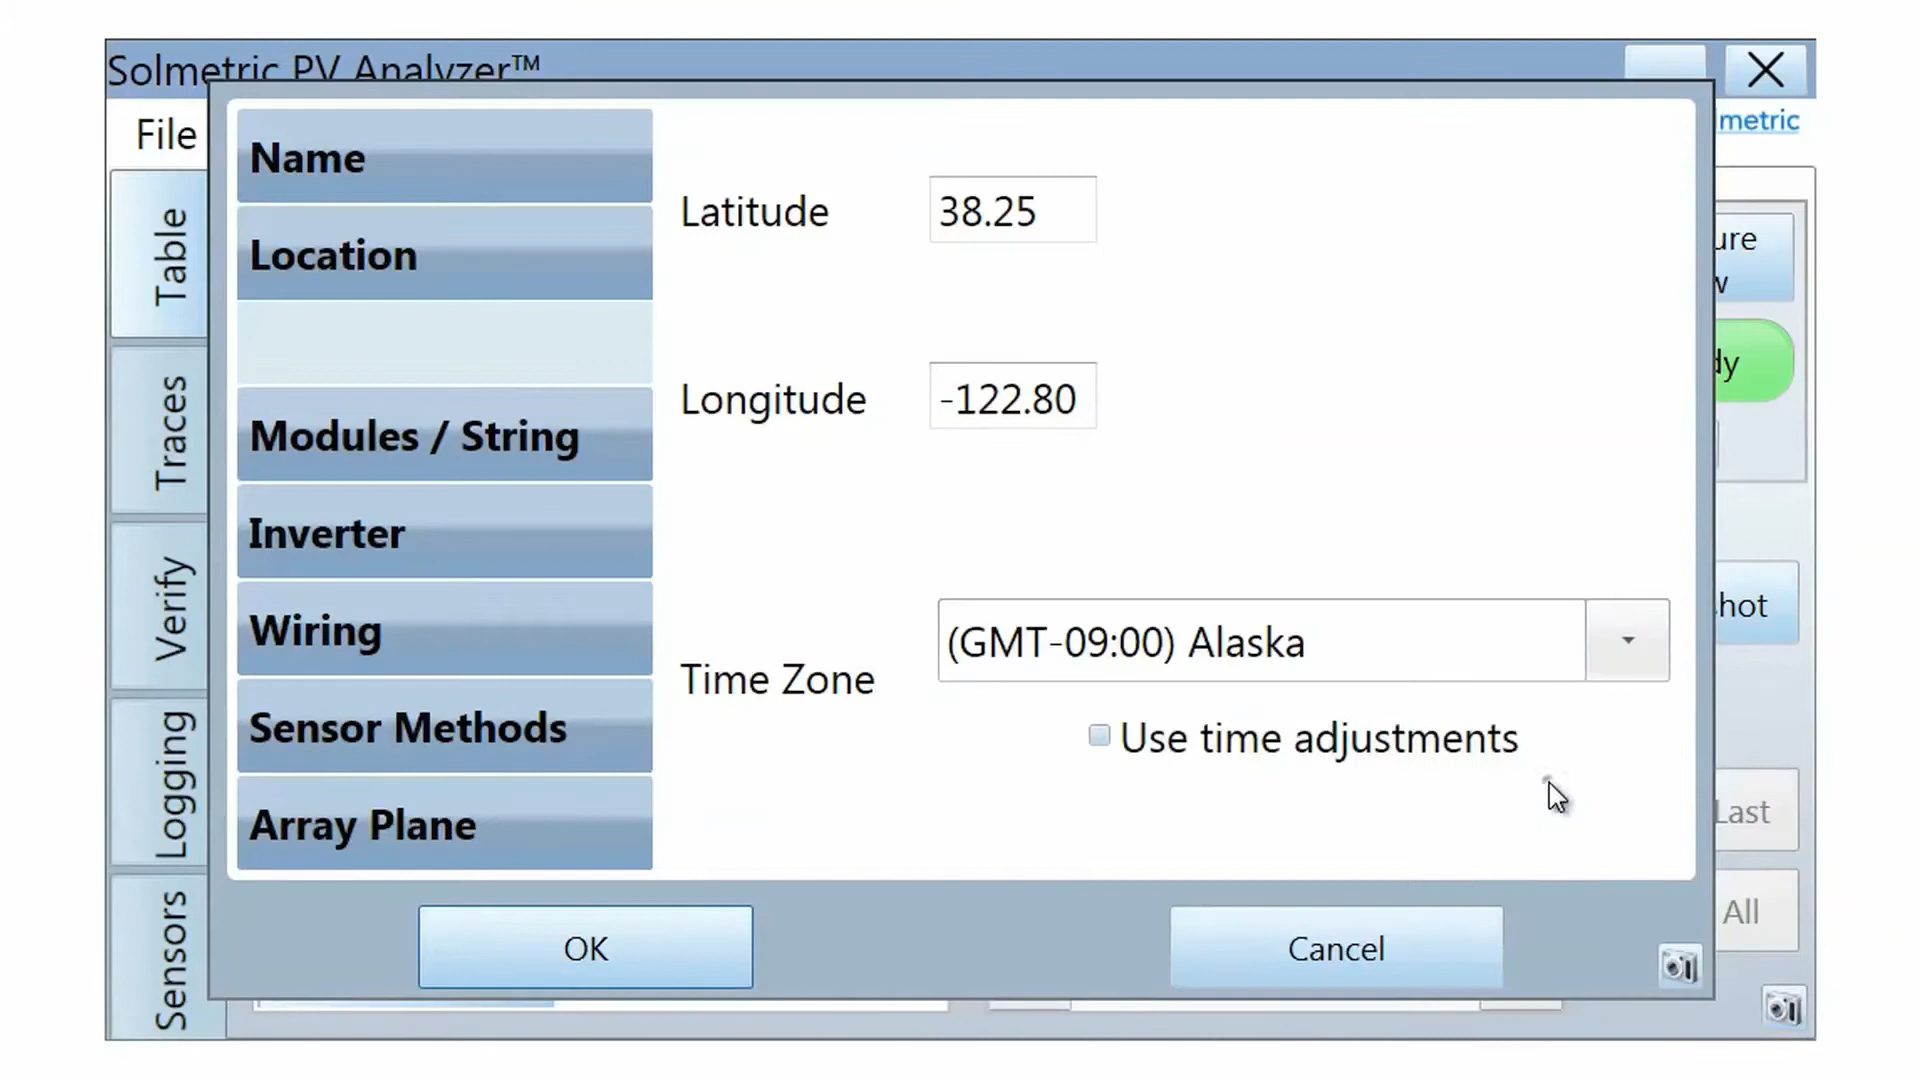 Solmetric PV Analyzer™
File
metric
Table
Traces
Verify
Logging
Sensors
Name
Location
Modules / String
Inverter
Wiring
Sensor Methods
Array Plane
Latitude
38.25
Longitude
-122.80
Time Zone
(GMT-09:00) Alaska
Use time adjustments
OK
Cancel
ure
w
dy
hot
Last
All